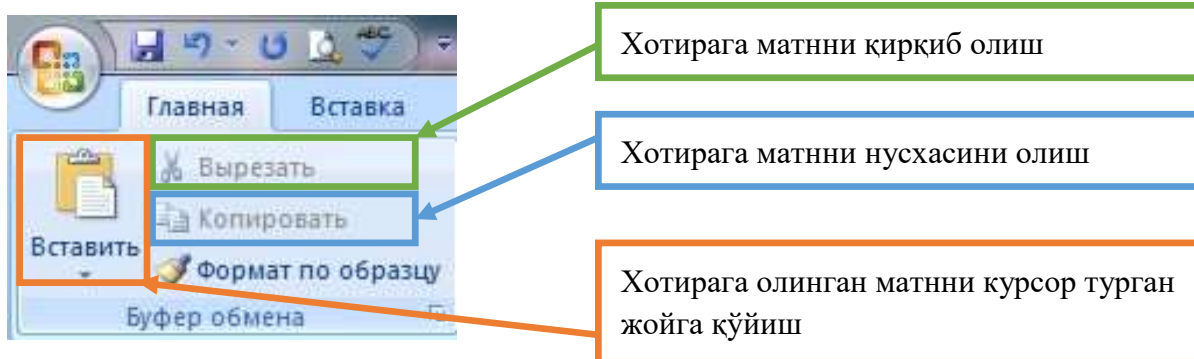 ABC
Главная Вставка
Вырезать
Копировать
Вставить
Формат по образцу
Буфер обмена
Хотирага матнни қирқиб олиш
Хотирага матнни нусхасини олиш
Хотирага олинган матнни курсор турган
жойга қўйиш